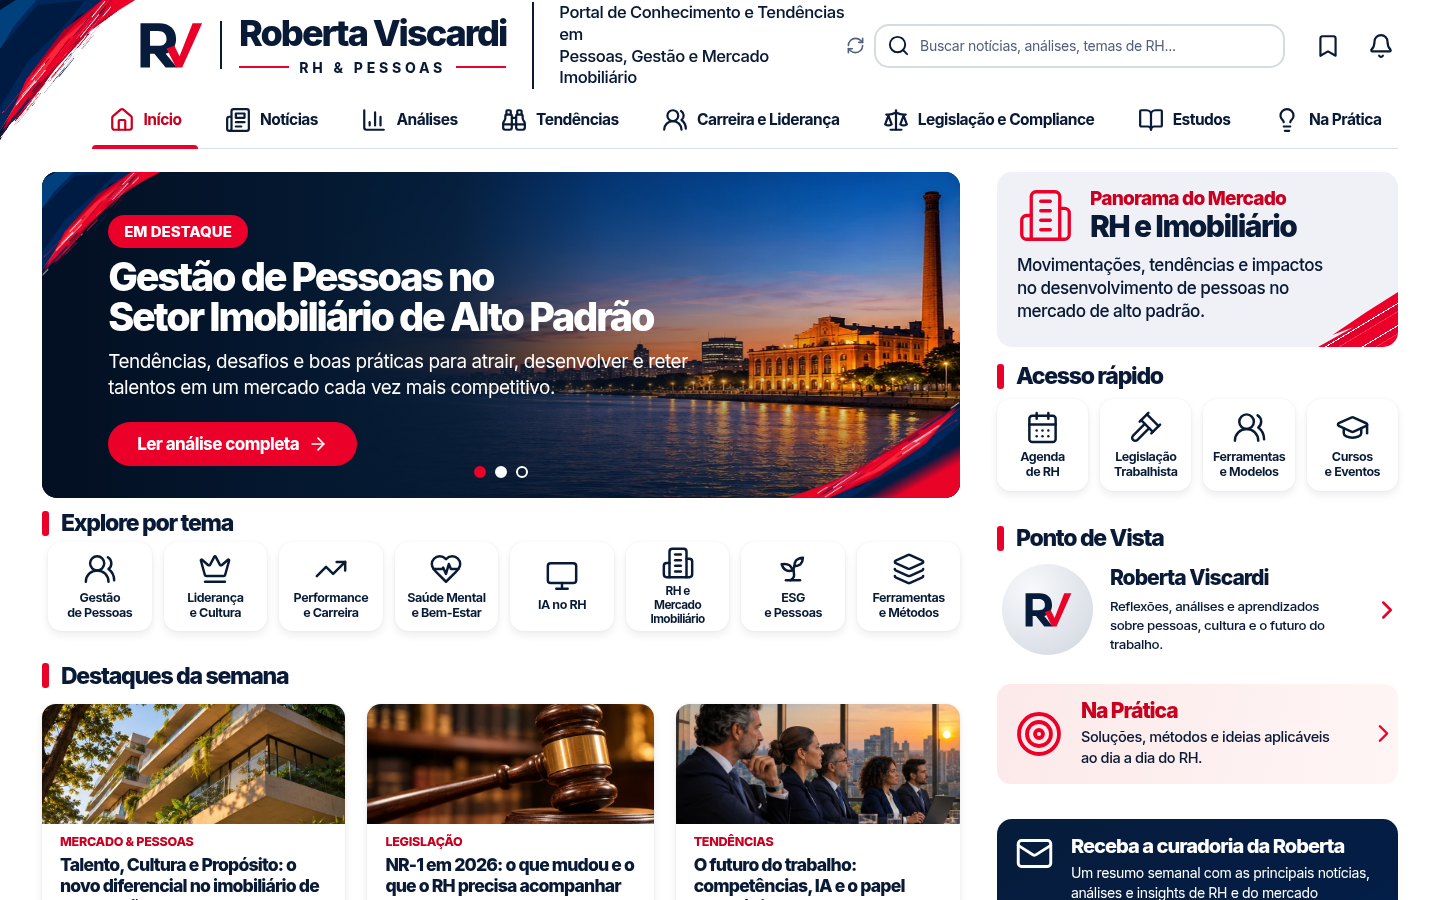 RV
Roberta Viscardi
RH & PESSOAS
Portal de Conhecimento e Tendências
em
Pessoas, Gestão e Mercado
Imobiliário
Buscar notícias, análises, temas de RH...
Início
Notícias
Análises
Tendências
Carreira e Liderança
Legislação e Compliance
Estudos
Na Prática
EM DESTAQUE
Gestão de Pessoas no
Setor Imobiliário de Alto Padrão
Tendências, desafios e boas práticas para atrair, desenvolver e reter
talentos em um mercado cada vez mais competitivo.
Ler análise completa
Panorama do Mercado
RH e Imobiliário
Movimentações, tendências e impactos
no desenvolvimento de pessoas no
mercado de alto padrão.
Acesso rápido
Agenda
de RH
Legislação
Trabalhista
Ferramentas
e Modelos
Cursos
e Eventos
Explore por tema
Gestão
de Pessoas
Liderança
e Cultura
Performance
e Carreira
Saúde Mental
e Bem-Estar
IA no RH
RH e
Mercado
Imobiliário
ESG
e Pessoas
Ferramentas
e Métodos
Ponto de Vista
RV
Roberta Viscardi
Reflexões, análises e aprendizados
sobre pessoas, cultura e o futuro do
trabalho.
Na Prática
Soluções, métodos e ideias aplicáveis
ao dia a dia do RH.
Destaques da semana
MERCADO & PESSOAS
Talento, Cultura e Propósito: o
novo diferencial no imobiliário de
LEGISLAÇÃO
NR-1 em 2026: o que mudou e o
que o RH precisa acompanhar
TENDÊNCIAS
O futuro do trabalho:
competências, IA e o papel
Receba a curadoria da Roberta
Um resumo semanal com as principais notícias,
análises e insights de RH e do mercado